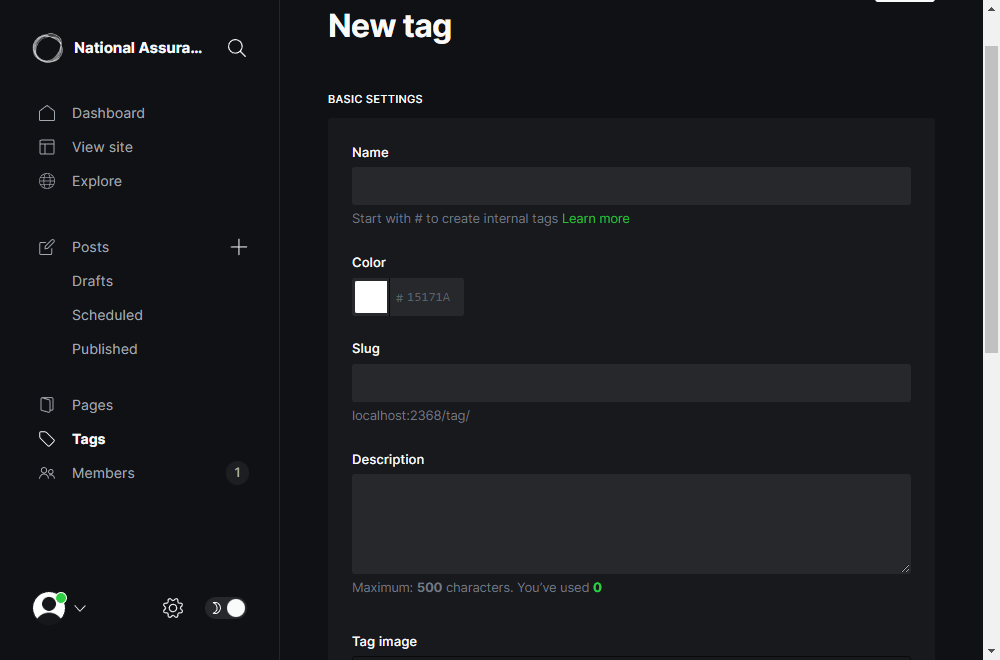 National Assura...
Dashboard
View site
Explore
Posts
Drafts
Scheduled
Published
Pages
Tags
Members
1
New tag
BASIC SETTINGS
Name
Start with # to create internal tags Learn more
Color
# 15171A
Slug
localhost:2368/tag/
Description
Maximum: 500 characters. You've used 0
Tag image